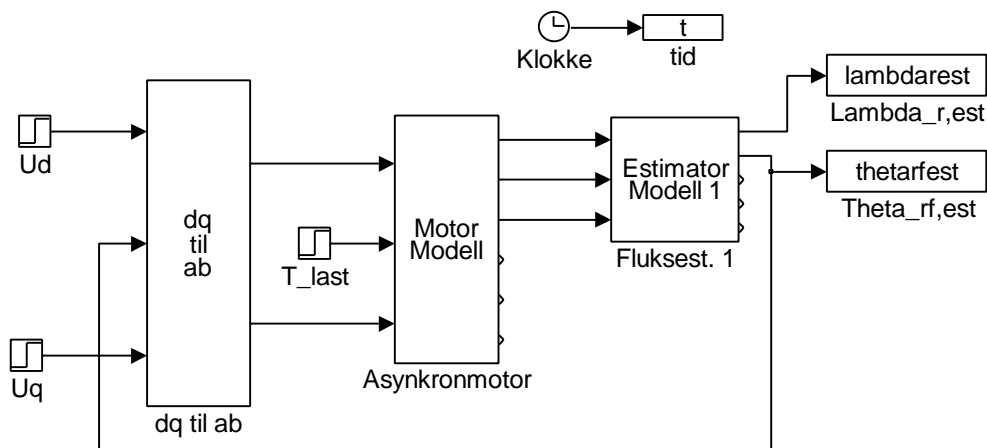 t
Klokke
tid
lambdarest
Lambda_r,est
Ud
dq
til
ab
Motor
Modell
Estimator
Modell 1
thetarfest
Theta_rf,est
T_last
Fluksest. 1
Uq
Asynkronmotor
dq til ab